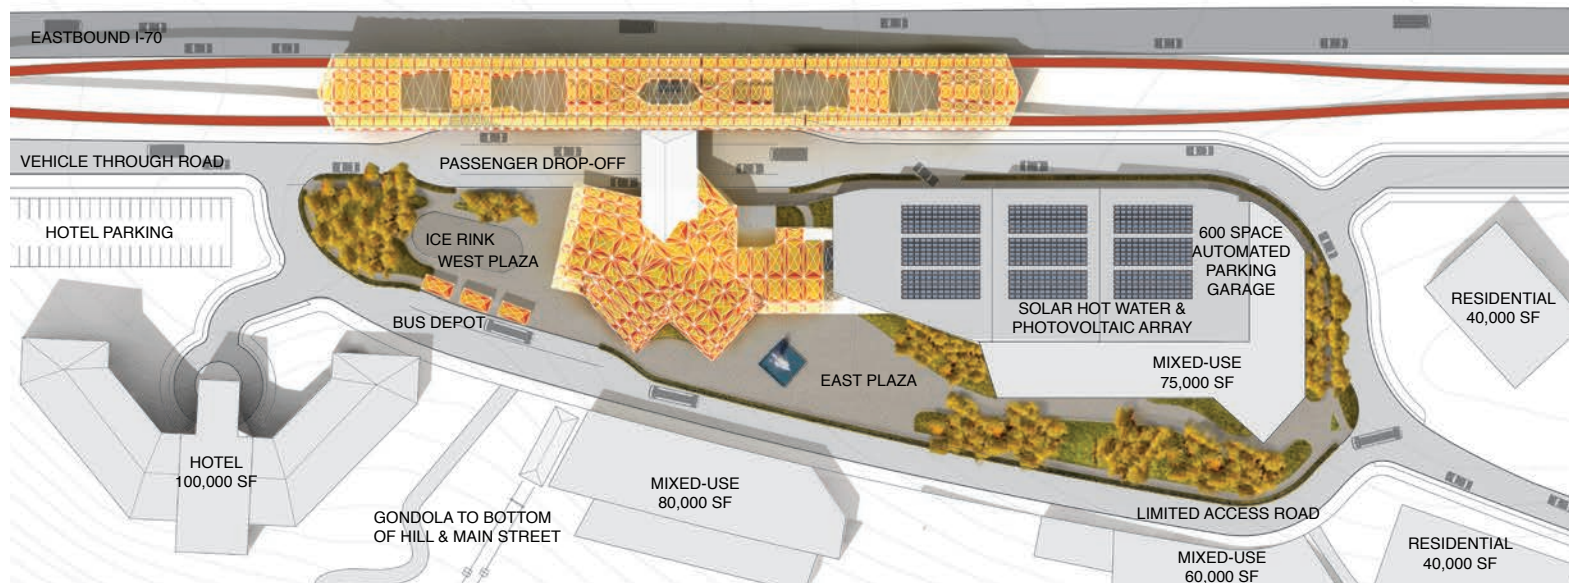 EASTBOUND I-70
VEHICLE THROUGH ROAD
PASSENGER DROP-OFF
HOTEL PARKING
ICE RINK
WEST PLAZA
600 SPACE
AUTOMATED
PARKING
GARAGE
RESIDENTIAL
40,000 SF
SOLAR HOT WATER &
PHOTOVOLTAIC ARRAY
BUS DEPOT
MIXED-USE
75,000 SF
EAST PLAZA
HOTEL
100,000 SF
MIXED-USE
80,000 SF
GONDOLA TO BOTTOM
OF HILL & MAIN STREET
LIMITED ACCESS ROAD
MIXED-USE
60,000 SF
RESIDENTIAL
40,000 SF